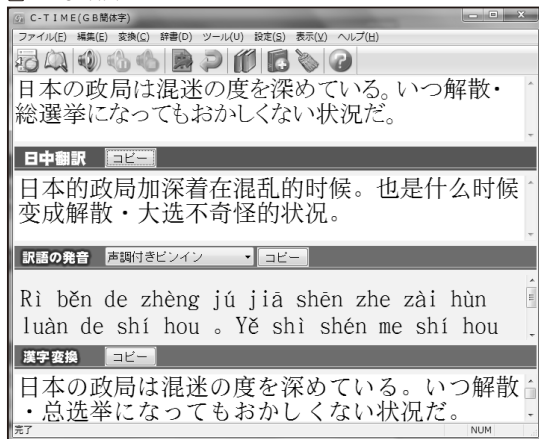 C-TIME(GB簡体字)
ファイル(F) 編集(E) 変換(C) 辞書(D) ツール(U) 設定(S) 表示(V) ヘルプ(H)
日本の政局は混迷の度を深めている。いつ解散・
総選挙になってもおかしくない状況だ。
日中翻訳 コピー
日本的政局加深着在混乱的时候。也是什么时候
变成解散・大选不奇怪的状况。
訳語の発音 声調付きピンイン コピー
Rì běn de zhèng jú jiā shēn zhe zài hùn
luàn de shí hou 。Yě shì shén me shí hou
漢字変換 コピー
日本の政局は混迷の度を深めている。いつ解散
・总选挙になってもおかしくない状况だ。
完了 NUM